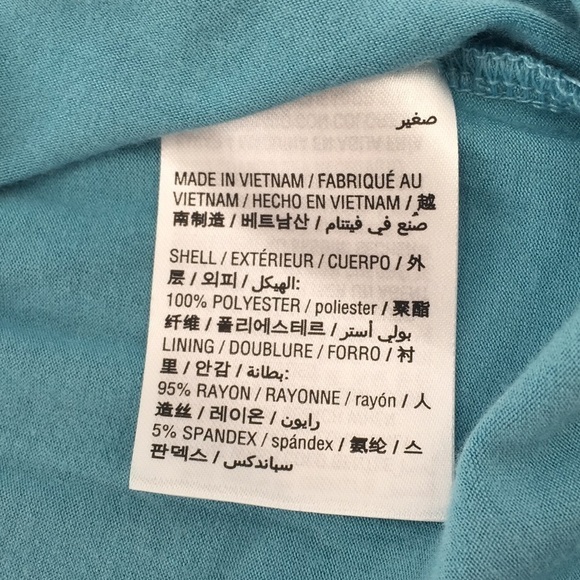 صغير
MADE IN VIETNAM / FABRIQUÉ AU
VIETNAM / HECHO EN VIETNAM / 越
南制造 / 베트남산 / صُنع في فيتنام
SHELL / EXTÉRIEUR / CUERPO / 外
层 / 외피 / الهيكل:
100% POLYESTER / poliester / 聚酯
纤维 / 폴리에스테르 / بولي أستر
LINING / DOUBLURE / FORRO / 衬
里 / 안감 / بطانة:
95% RAYON / RAYONNE / rayón / 人
造丝 / 레이온 / رايون
5% SPANDEX / spándex / 氨纶 / 스
판덱스 / سباندكس